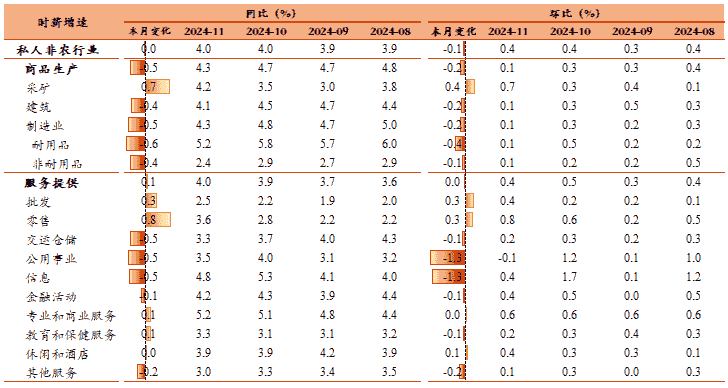 时薪增速 同比（%） 环比（%）
本月变化 2024-11 2024-10 2024-09 2024-08 本月变化 2024-11 2024-10 2024-09 2024-08
私人非农行业 0.0 4.0 4.0 3.9 3.9 -0.1 0.4 0.4 0.3 0.4
商品生产 -0.5 4.3 4.7 4.7 4.8 -0.2 0.1 0.3 0.3 0.4
采矿 0.7 4.2 3.5 3.0 3.8 0.4 0.7 0.3 0.4 0.1
建筑 -0.4 4.1 4.5 4.7 4.4 -0.2 0.1 0.3 0.5 0.3
制造业 -0.5 4.3 4.8 4.7 5.0 -0.2 0.1 0.3 0.2 0.3
耐用品 -0.6 5.2 5.8 5.7 6.0 -0.4 0.1 0.5 0.2 0.2
非耐用品 -0.4 2.4 2.9 2.7 2.9 -0.1 0.1 0.2 0.2 0.5
服务提供 0.1 4.0 3.9 3.7 3.6 0.0 0.4 0.5 0.3 0.4
批发 0.3 2.5 2.2 1.9 2.0 0.3 0.4 0.2 0.2 0.1
零售 0.8 3.6 2.8 2.2 2.2 0.3 0.8 0.6 0.2 0.5
交运仓储 -0.5 3.3 3.7 4.0 4.3 -0.1 0.2 0.3 0.2 0.3
公用事业 -0.5 3.5 4.0 3.1 3.2 -1.3 -0.1 1.2 0.1 1.0
信息 -0.5 4.8 5.3 4.1 4.0 -1.3 0.4 1.7 0.1 1.2
金融活动 -0.1 4.2 4.3 3.9 4.4 -0.1 0.4 0.5 0.0 0.5
专业和商业服务 0.1 5.2 5.1 4.8 4.4 0.0 0.6 0.6 0.6 0.6
教育和保健服务 0.1 3.3 3.1 3.1 3.2 -0.1 0.2 0.3 0.4 0.3
休闲和酒店 0.0 3.9 3.9 4.2 3.9 0.1 0.4 0.3 0.3 0.1
其他服务 -0.2 3.0 3.3 3.4 3.5 -0.2 0.1 0.3 0.0 0.3